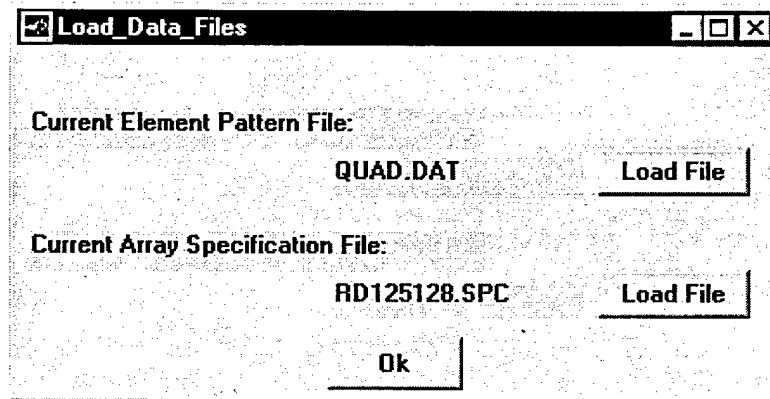 Load_Data_Files
Current Element Pattern File:
QUAD.DAT Load File
Current Array Specification File:
RD125128.SPC Load File
Ok